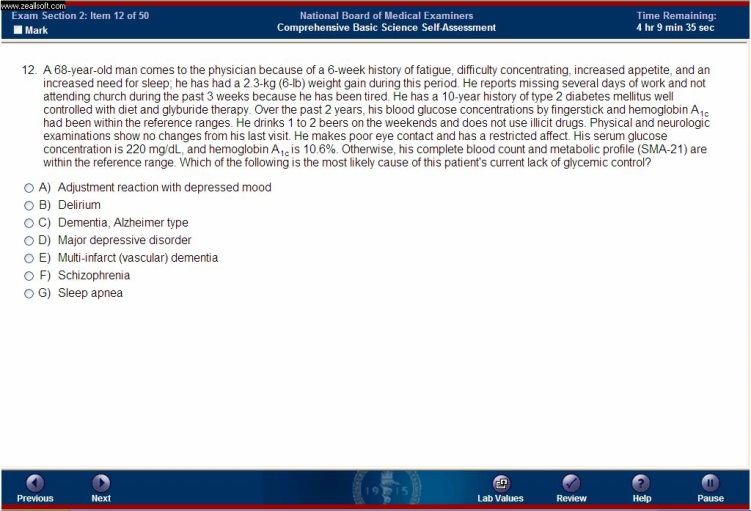 www.zeallsoft.com
Exam Section 2: Item 12 of 50
National Board of Medical Examiners
Time Remaining:
Mark
Comprehensive Basic Science Self-Assessment
4 hr 9 min 35 sec
12. A 68-year-old man comes to the physician because of a 6-week history of fatigue, difficulty concentrating, increased appetite, and an
increased need for sleep; he has had a 2.3-kg (6-lb) weight gain during this period. He reports missing several days of work and not
attending church during the past 3 weeks because he has been tired. He has a 10-year history of type 2 diabetes mellitus well
controlled with diet and glyburide therapy. Over the past 2 years, his blood glucose concentrations by fingerstick and hemoglobin A1c
had been within the reference ranges. He drinks 1 to 2 beers on the weekends and does not use illicit drugs. Physical and neurologic
examinations show no changes from his last visit. He makes poor eye contact and has a restricted affect. His serum glucose
concentration is 220 mg/dL, and hemoglobin A1c is 10.6%. Otherwise, his complete blood count and metabolic profile (SMA-21) are
within the reference range. Which of the following is the most likely cause of this patient's current lack of glycemic control?
A) Adjustment reaction with depressed mood
B) Delirium
C) Dementia, Alzheimer type
D) Major depressive disorder
E) Multi-infarct (vascular) dementia
F) Schizophrenia
G) Sleep apnea
19 15
Previous
Next
Lab Values
Review
Help
Pause